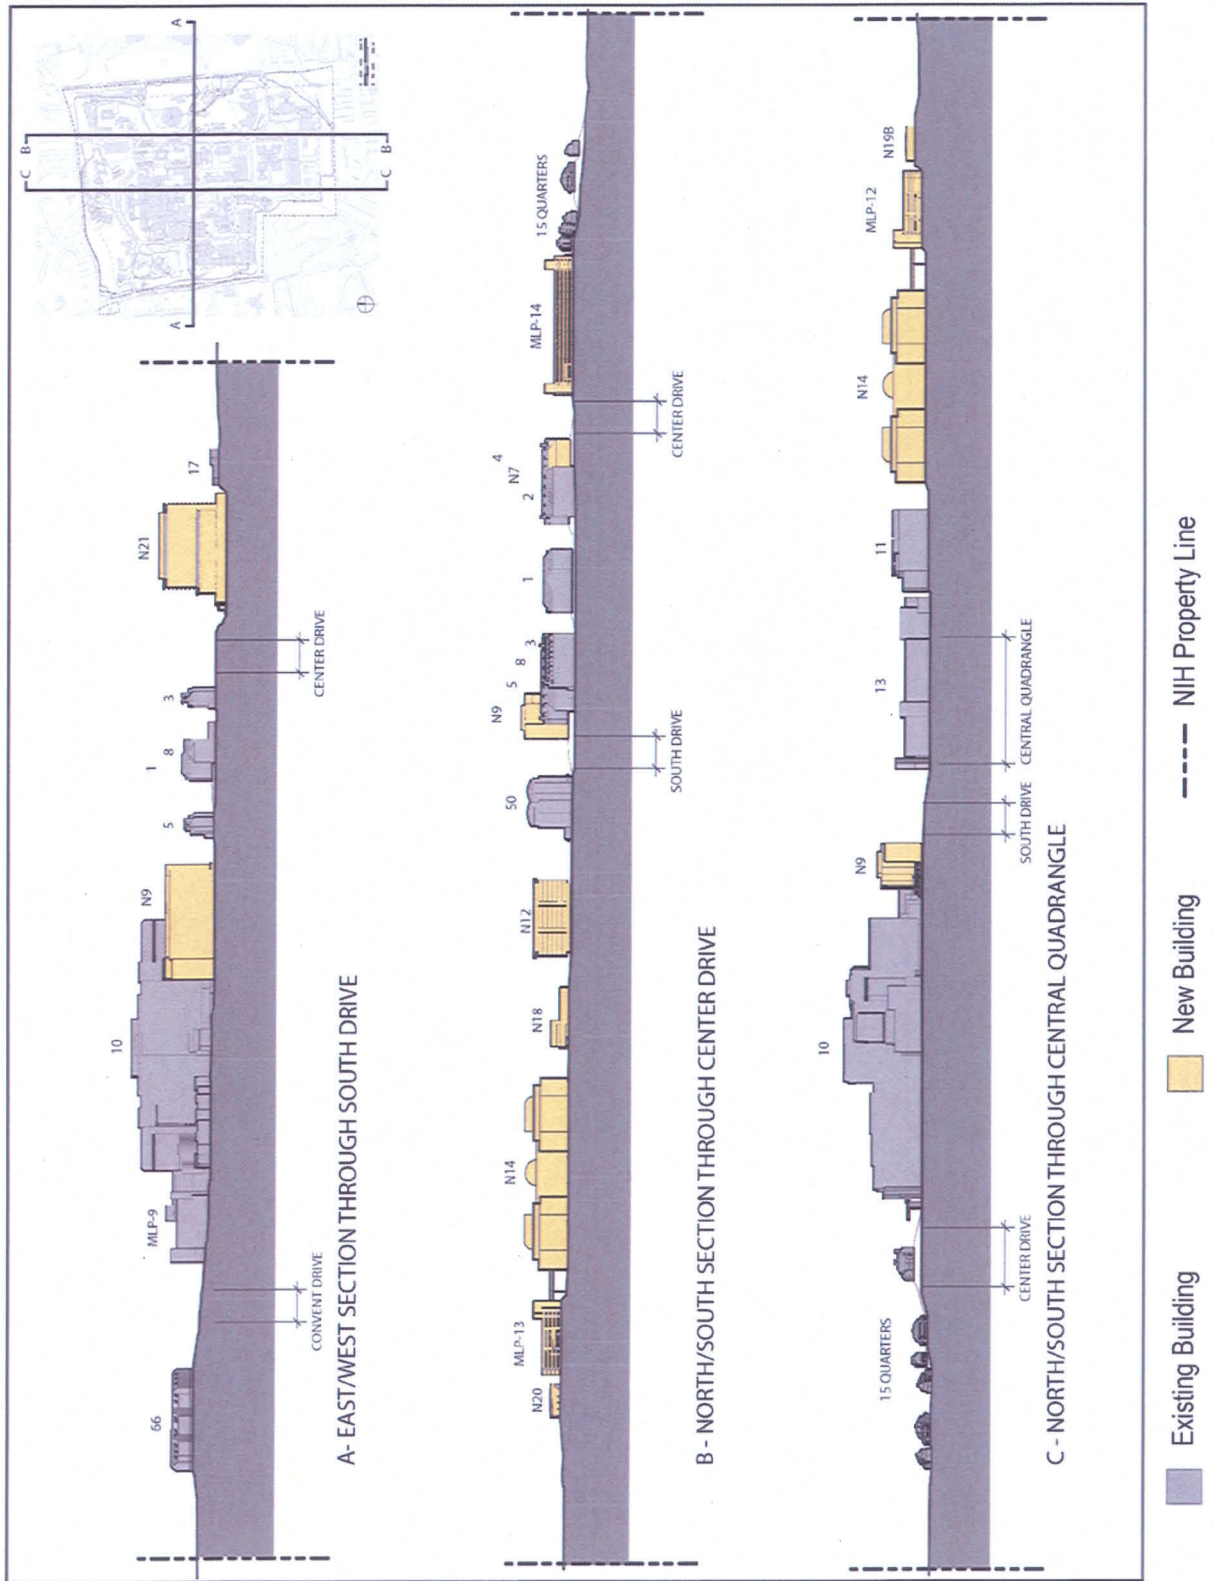 A
A
B
B
C
C
66
MLP-9
10
N9
5
1
8
3
N21
17
CONVENT DRIVE
CENTER DRIVE
A- EAST/WEST SECTION THROUGH SOUTH DRIVE
N20
MLP-13
N14
N18
N12
50
N9
5
8
3
1
2
N7
4
MLP-14
15 QUARTERS
SOUTH DRIVE
CENTER DRIVE
B - NORTH/SOUTH SECTION THROUGH CENTER DRIVE
15 QUARTERS
10
N9
13
11
N14
MLP-12
N19B
CENTER DRIVE
SOUTH DRIVE
CENTRAL QUADRANGLE
C - NORTH/SOUTH SECTION THROUGH CENTRAL QUADRANGLE
Existing Building
New Building
NIH Property Line